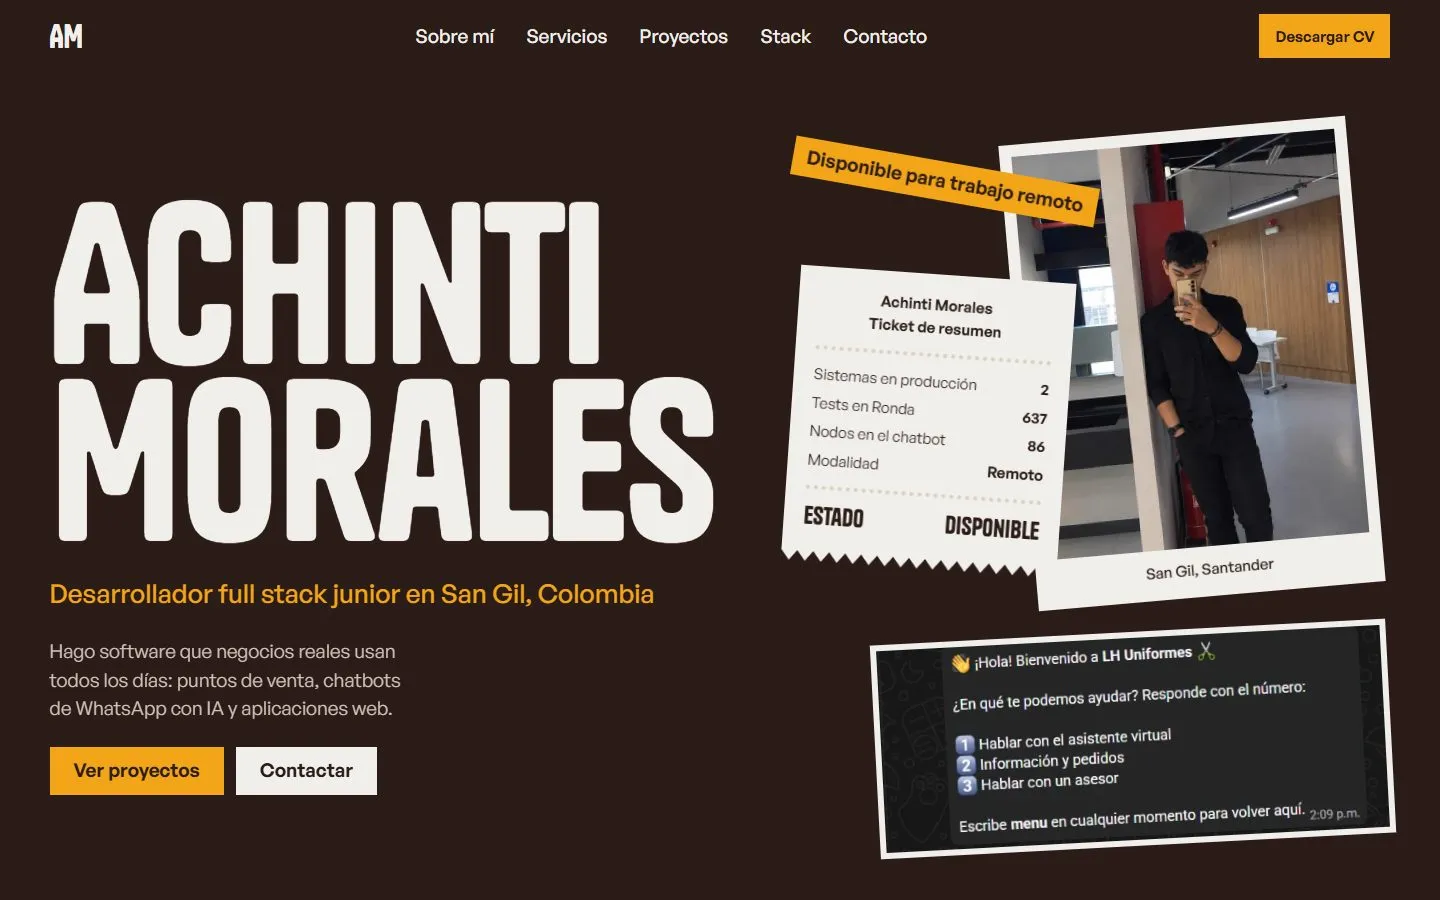 AM
Sobre mí
Servicios
Proyectos
Stack
Contacto
Descargar CV
ACHINTI
MORALES
Desarrollador full stack junior en San Gil, Colombia
Hago software que negocios reales usan
todos los días: puntos de venta, chatbots
de WhatsApp con IA y aplicaciones web.
Ver proyectos
Contactar
Disponible para trabajo remoto
Achinti Morales
Ticket de resumen
Sistemas en producción 2
Tests en Ronda 637
Nodos en el chatbot 86
Modalidad Remoto
ESTADO DISPONIBLE
San Gil, Santander
👋 ¡Hola! Bienvenido a LH Uniformes ✂️
¿En qué te podemos ayudar? Responde con el número:
1️⃣ Hablar con el asistente virtual
2️⃣ Información y pedidos
3️⃣ Hablar con un asesor
Escribe menu en cualquier momento para volver aquí. 2:09 p.m.